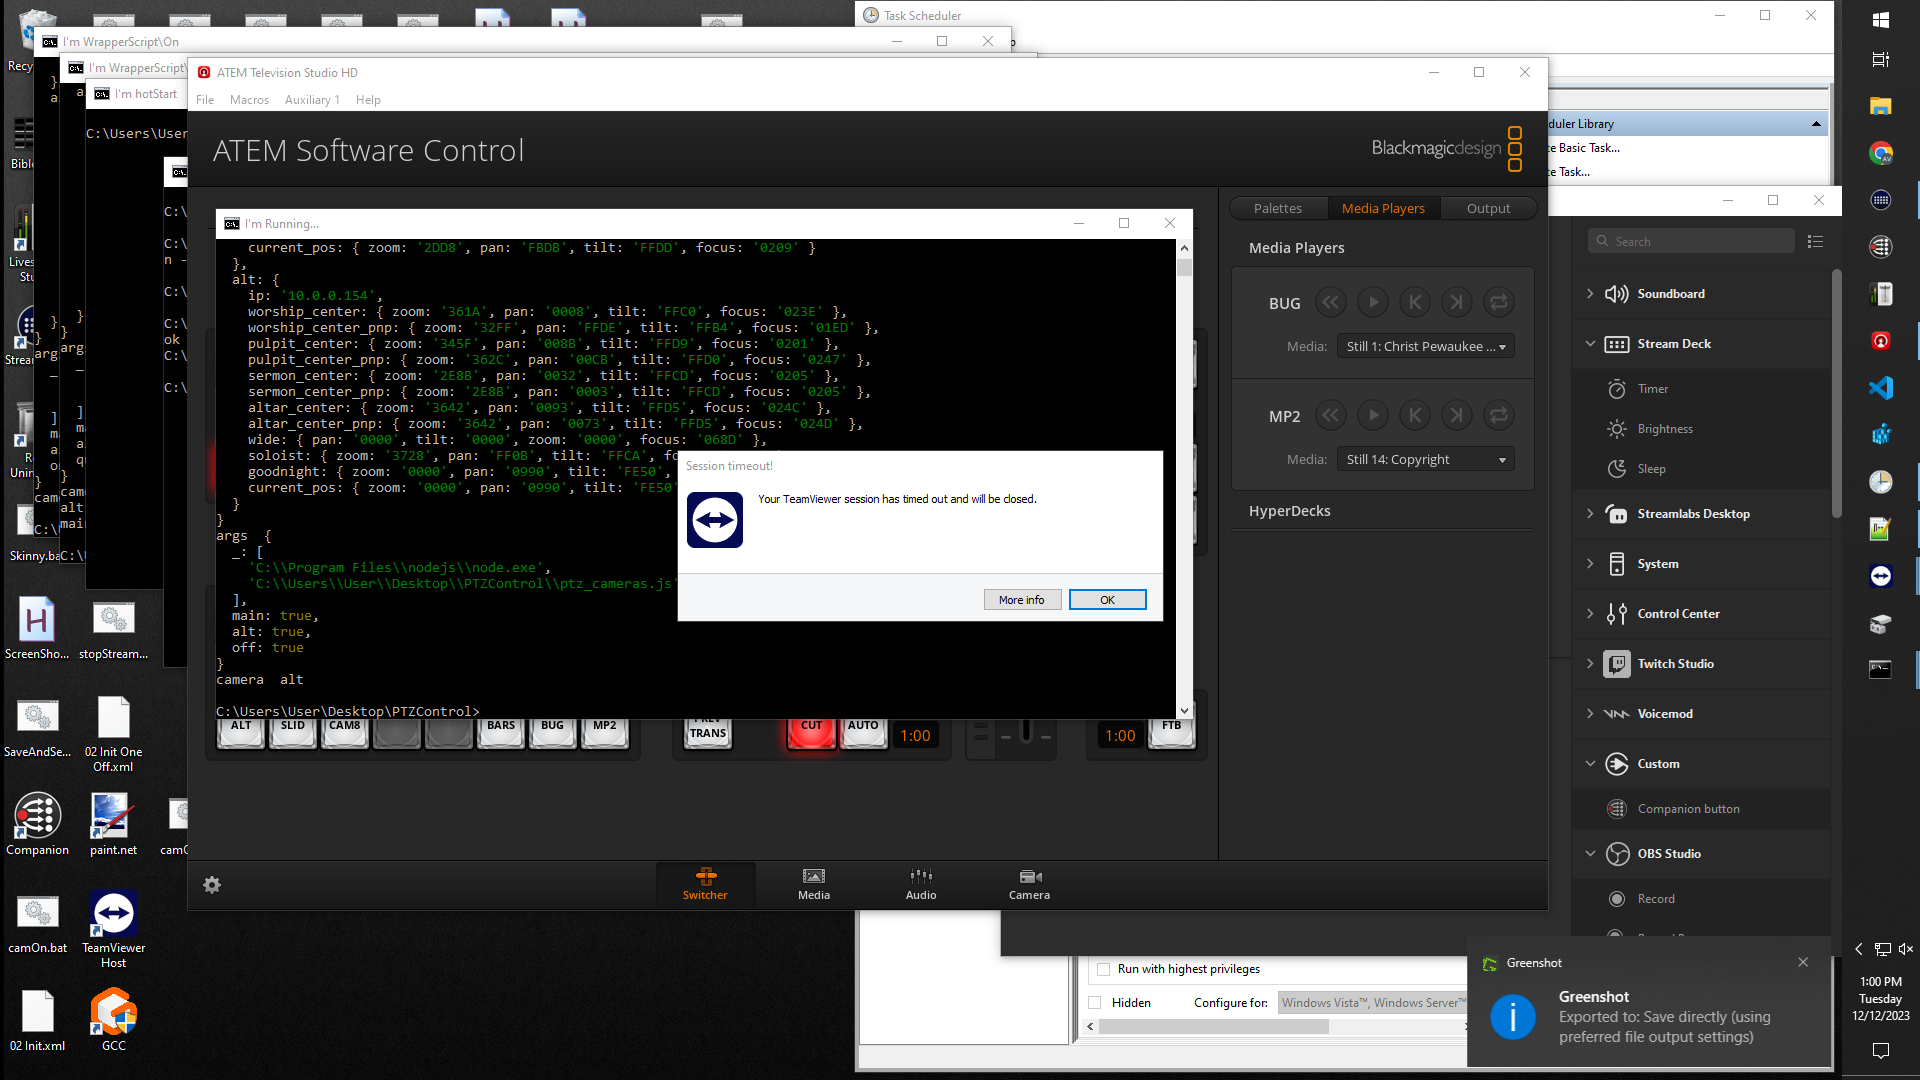 Task Scheduler
I'm WrapperScript\On
I'm WrapperScript\
I'm hotStart
C:\Users\User
ATEM Television Studio HD
File Macros Auxiliary 1 Help
ATEM Software Control
Blackmagicdesign
duler Library
te Basic Task...
te Task...
I'm Running...
current_pos: { zoom: '2DD8', pan: 'FBDB', tilt: 'FFDD', focus: '0209' }
},
alt: {
ip: '10.0.0.154',
worship_center: { zoom: '361A', pan: '0008', tilt: 'FFC0', focus: '023E' },
worship_center_pnp: { zoom: '32FF', pan: 'FFDE', tilt: 'FFB4', focus: '01ED' },
pulpit_center: { zoom: '345F', pan: '008B', tilt: 'FFD9', focus: '0201' },
pulpit_center_pnp: { zoom: '362C', pan: '00CB', tilt: 'FFD0', focus: '0247' },
sermon_center: { zoom: '2E8B', pan: '0032', tilt: 'FFCD', focus: '0205' },
sermon_center_pnp: { zoom: '2E8B', pan: '0003', tilt: 'FFCD', focus: '0205' },
altar_center: { zoom: '3642', pan: '0093', tilt: 'FFD5', focus: '024C' },
altar_center_pnp: { zoom: '3642', pan: '0073', tilt: 'FFD5', focus: '024D' },
wide: { pan: '0000', tilt: '0000', zoom: '0000', focus: '068D' },
soloist: { zoom: '3728', pan: 'FF0B', tilt: 'FFCA', fo
goodnight: { zoom: '0000', pan: '0990', tilt: 'FE50',
current_pos: { zoom: '0000', pan: '0990', tilt: 'FE50'
}
}
args {
_: [
'C:\\Program Files\\nodejs\\node.exe',
'C:\\Users\\User\\Desktop\\PTZControl\\ptz_cameras.js'
],
main: true,
alt: true,
off: true
}
camera alt
C:\Users\User\Desktop\PTZControl>
Session timeout!
Your TeamViewer session has timed out and will be closed.
More info OK
ALT SLID CAM8 BARS BUG MP2
TRANS CUT AUTO 1:00 1:00 FTB
Switcher Media Audio Camera
Palettes Media Players Output
Media Players
BUG
Media: Still 1: Christ Pewaukee ...
MP2
Media: Still 14: Copyright
HyperDecks
Search
Soundboard
Stream Deck
Timer
Brightness
Sleep
Streamlabs Desktop
System
Control Center
Twitch Studio
Voicemod
Custom
Companion button
OBS Studio
Record
Run with highest privileges
Hidden Configure for: Windows Vista™, Windows Server™
Greenshot
Greenshot
Exported to: Save directly (using
preferred file output settings)
1:00 PM
Tuesday
12/12/2023
Skinny.ba
ScreenSho... stopStream...
SaveAndSe... 02 Init One
Off.xml
Companion paint.net
camOn.bat TeamViewer
Host
02 Init.xml GCC